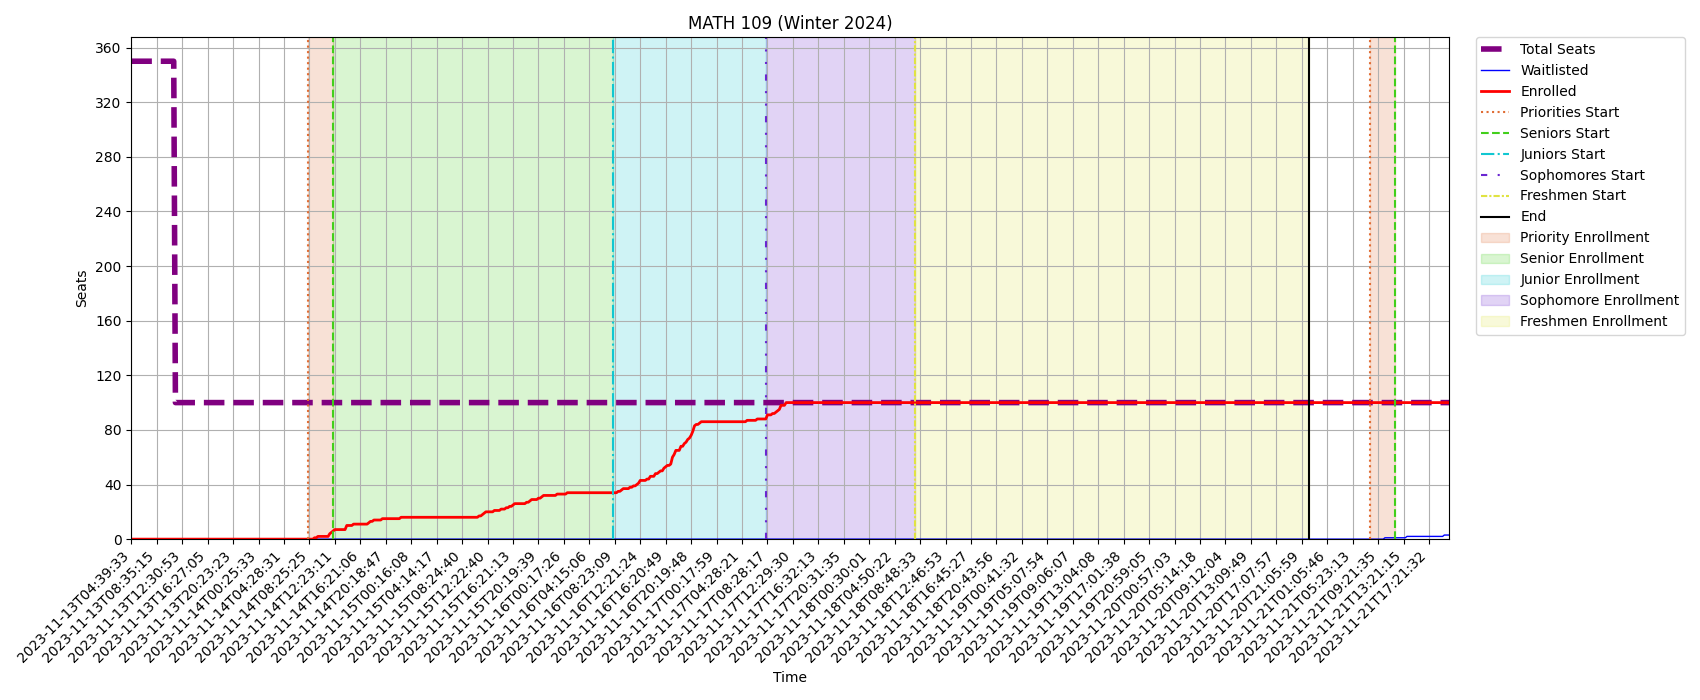 MATH 109 (Winter 2024)
Seats
360
320
280
240
200
160
120
80
40
0
2023-11-13T04:39:33
2023-11-13T08:35:15
2023-11-13T12:30:53
2023-11-13T16:27:05
2023-11-13T20:23:23
2023-11-14T00:25:33
2023-11-14T04:28:31
2023-11-14T08:25:25
2023-11-14T12:23:11
2023-11-14T16:21:06
2023-11-14T20:18:47
2023-11-15T00:16:08
2023-11-15T04:14:17
2023-11-15T08:24:40
2023-11-15T12:22:40
2023-11-15T16:21:13
2023-11-15T20:19:39
2023-11-16T00:17:26
2023-11-16T04:15:06
2023-11-16T08:23:09
2023-11-16T12:21:24
2023-11-16T16:20:49
2023-11-16T20:19:48
2023-11-17T00:17:59
2023-11-17T04:28:21
2023-11-17T08:28:17
2023-11-17T12:29:30
2023-11-17T16:32:13
2023-11-17T20:31:35
2023-11-18T00:30:01
2023-11-18T04:50:22
2023-11-18T08:48:33
2023-11-18T12:46:53
2023-11-18T16:45:27
2023-11-18T20:43:56
2023-11-19T00:41:32
2023-11-19T05:07:54
2023-11-19T09:06:07
2023-11-19T13:04:08
2023-11-19T17:01:38
2023-11-19T20:59:05
2023-11-20T00:57:03
2023-11-20T05:14:18
2023-11-20T09:12:04
2023-11-20T13:09:49
2023-11-20T17:07:57
2023-11-20T21:05:59
2023-11-21T01:05:46
2023-11-21T05:23:13
2023-11-21T09:21:35
2023-11-21T13:21:15
2023-11-21T17:21:32
Time
Total Seats
Waitlisted
Enrolled
Priorities Start
Seniors Start
Juniors Start
Sophomores Start
Freshmen Start
End
Priority Enrollment
Senior Enrollment
Junior Enrollment
Sophomore Enrollment
Freshmen Enrollment